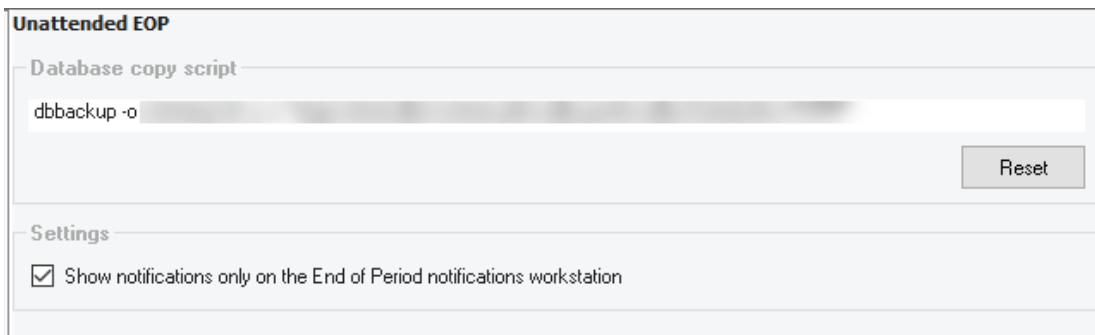 Unattended EOP
Database copy script
dbbackup -o
Reset
Settings
Show notifications only on the End of Period notifications workstation